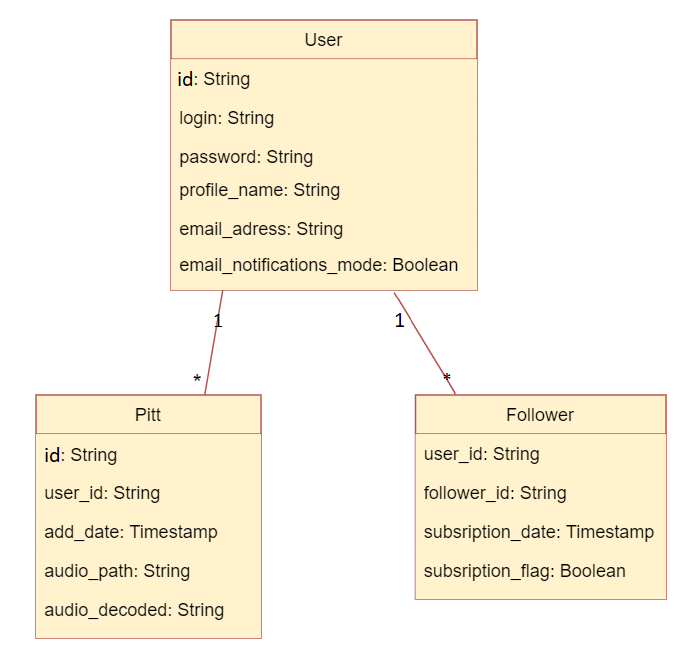 User
id: String
login: String
password: String
profile_name: String
email_adress: String
email_notifications_mode: Boolean
1
1
*
*
Pitt
id: String
user_id: String
add_date: Timestamp
audio_path: String
audio_decoded: String
Follower
user_id: String
follower_id: String
subsription_date: Timestamp
subsription_flag: Boolean